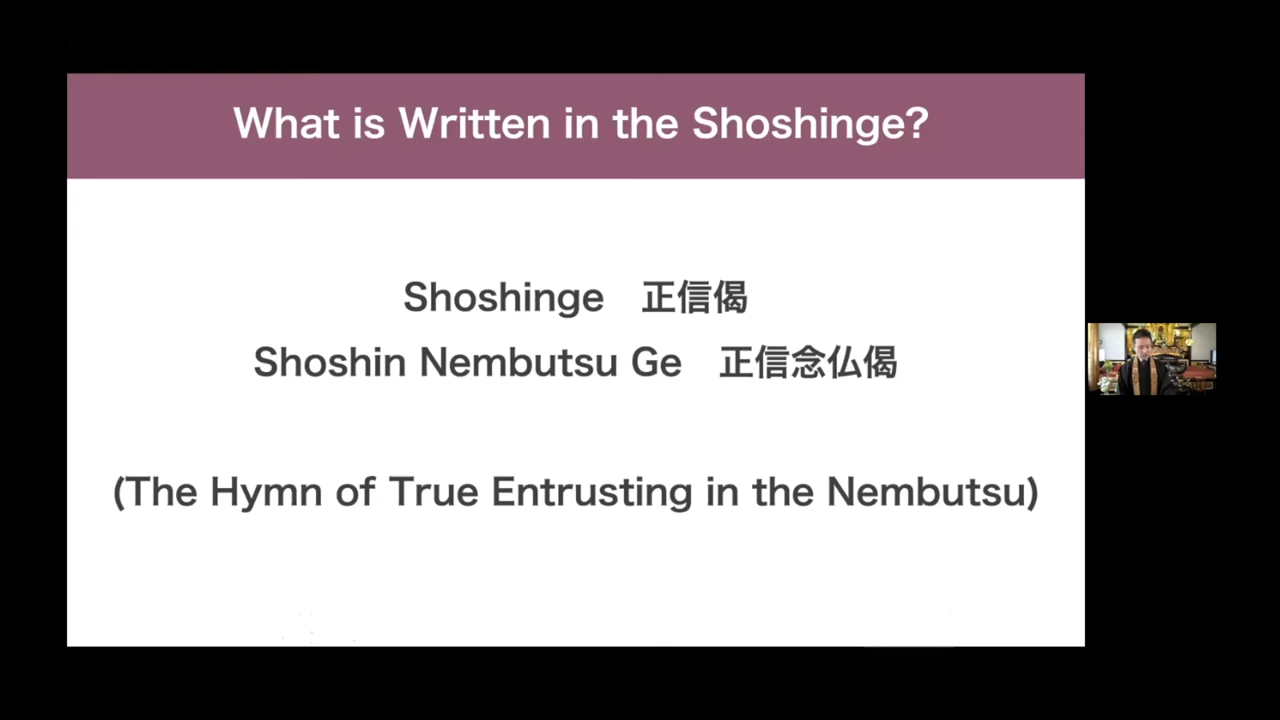 What is Written in the Shoshinge?
Shoshinge 正信偈
Shoshin Nembutsu Ge 正信念仏偈
(The Hymn of True Entrusting in the Nembutsu)